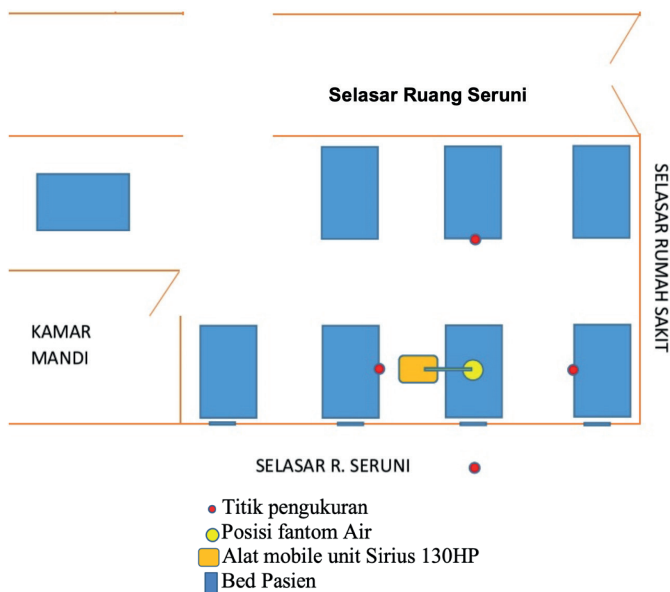 Selasar Ruang Seruni
SELASAR RUMAH SAKIT
KAMAR
MANDI
SELASAR R. SERUNI
Titik pengukuran
Posisi fantom Air
Alat mobile unit Sirius 130HP
Bed Pasien